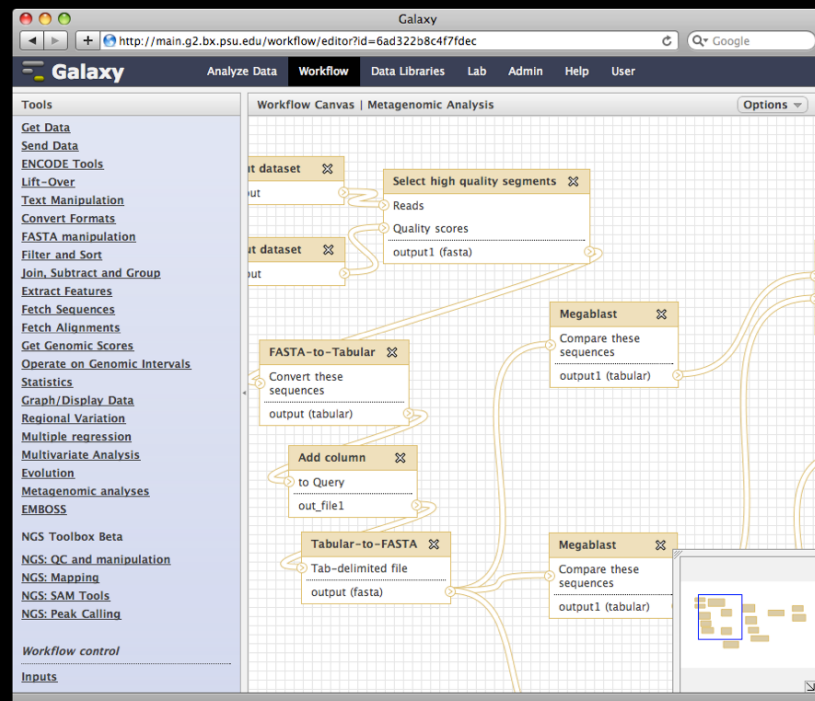 Galaxy
http://main.g2.bx.psu.edu/workflow/editor?id=6ad322b8c4f7fdec
Google
Galaxy
Analyze Data Workflow Data Libraries Lab Admin Help User
Tools
Get Data
Send Data
ENCODE Tools
Lift-Over
Text Manipulation
Convert Formats
FASTA manipulation
Filter and Sort
Join, Subtract and Group
Extract Features
Fetch Sequences
Fetch Alignments
Get Genomic Scores
Operate on Genomic Intervals
Statistics
Graph/Display Data
Regional Variation
Multiple regression
Multivariate Analysis
Evolution
Metagenomic analyses
EMBOSS
NGS Toolbox Beta
NGS: QC and manipulation
NGS: Mapping
NGS: SAM Tools
NGS: Peak Calling
Workflow control
Inputs
Workflow Canvas | Metagenomic Analysis
Options
dataset
Select high quality segments
Reads
Quality scores
output1 (fasta)
dataset
Megablast
Compare these
sequences
output1 (tabular)
FASTA-to-Tabular
Convert these
sequences
output (tabular)
Add column
to Query
out_file1
Tabular-to-FASTA
Tab-delimited file
output (fasta)
Megablast
Compare these
sequences
output1 (tabular)